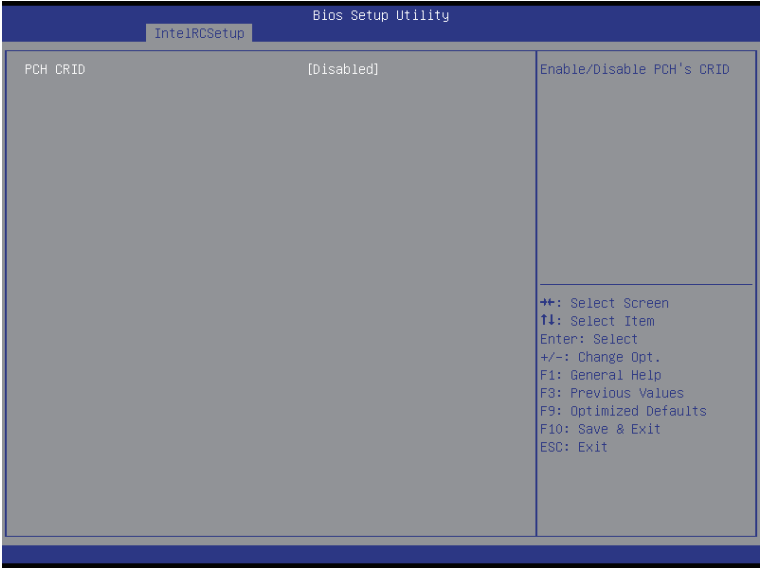 Bios Setup Utility
IntelRCSetup
PCH CRID [Disabled]
Enable/Disable PCH's CRID
→←: Select Screen
↑↓: Select Item
Enter: Select
+/-: Change Opt.
F1: General Help
F3: Previous Values
F9: Optimized Defaults
F10: Save & Exit
ESC: Exit